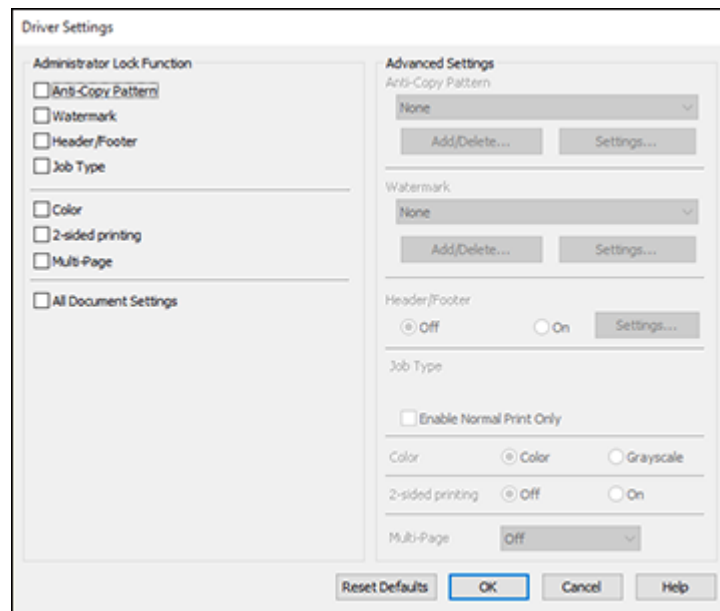 Driver Settings
Administrator Lock Function
Anti-Copy Pattern
Watermark
Header/Footer
Job Type
Color
2-sided printing
Multi-Page
All Document Settings
Advanced Settings
Anti-Copy Pattern
None
Add/Delete... Settings...
Watermark
None
Add/Delete... Settings...
Header/Footer
Off On Settings...
Job Type
Enable Normal Print Only
Color Color Grayscale
2-sided printing Off On
Multi-Page Off
Reset Defaults OK Cancel Help